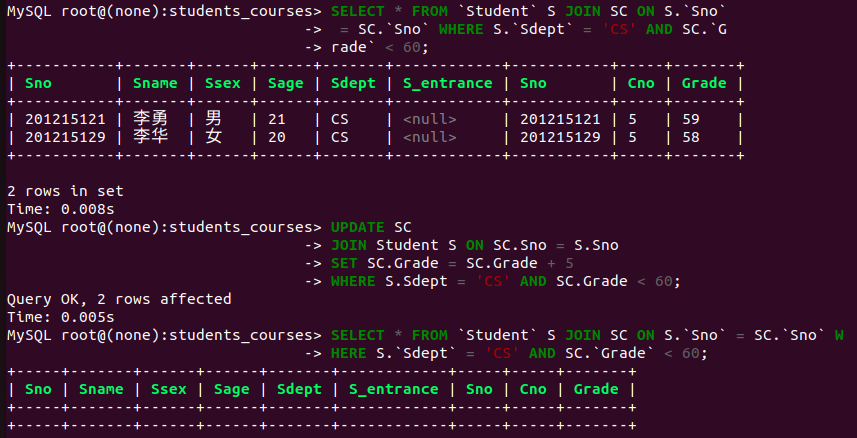 MySQL root@(none):students_courses> SELECT * FROM `Student` S JOIN SC ON S.`Sno`
                                 ->  = SC.`Sno` WHERE S.`Sdept` = 'CS' AND SC.`G
                                 -> rade` < 60;
+-----------+-------+------+------+-------+------------+-----------+-----+-------+
| Sno       | Sname | Ssex | Sage | Sdept | S_entrance | Sno       | Cno | Grade |
+-----------+-------+------+------+-------+------------+-----------+-----+-------+
| 201215121 | 李勇  | 男   | 21   | CS    | <null>     | 201215121 | 5   | 59    |
| 201215129 | 李华  | 女   | 20   | CS    | <null>     | 201215129 | 5   | 58    |
+-----------+-------+------+------+-------+------------+-----------+-----+-------+
2 rows in set
Time: 0.008s
MySQL root@(none):students_courses> UPDATE SC
                                 -> JOIN Student S ON SC.Sno = S.Sno
                                 -> SET SC.Grade = SC.Grade + 5
                                 -> WHERE S.Sdept = 'CS' AND SC.Grade < 60;
Query OK, 2 rows affected
Time: 0.005s
MySQL root@(none):students_courses> SELECT * FROM `Student` S JOIN SC ON S.`Sno` = SC.`Sno` W
                                 -> HERE S.`Sdept` = 'CS' AND SC.`Grade` < 60;
+-----+-------+------+------+-------+------------+-----+-----+-------+
| Sno | Sname | Ssex | Sage | Sdept | S_entrance | Sno | Cno | Grade |
+-----+-------+------+------+-------+------------+-----+-----+-------+
+-----+-------+------+------+-------+------------+-----+-----+-------+